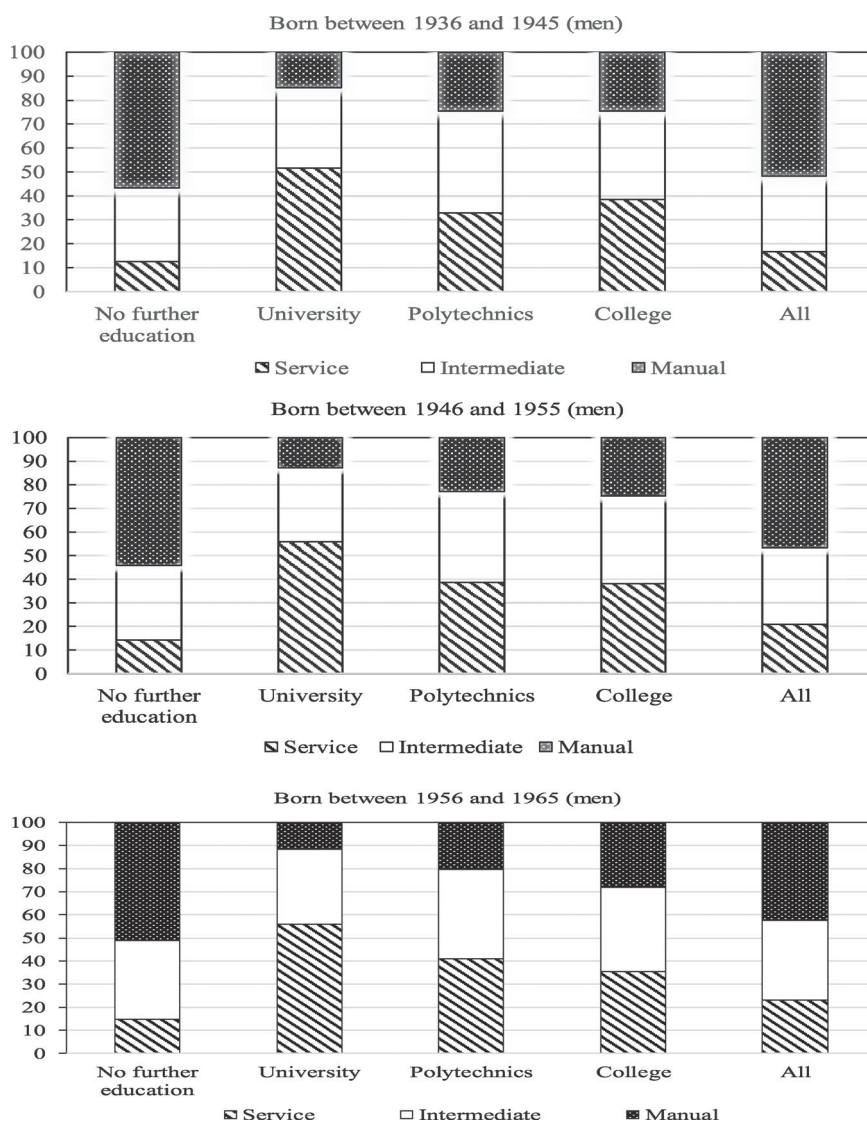 Born between 1936 and 1945 (men)
100
90
80
70
60
50
40
30
20
10
0
No further education
University
Polytechnics
College
All
Service
Intermediate
Manual
Born between 1946 and 1955 (men)
100
90
80
70
60
50
40
30
20
10
0
No further education
University
Polytechnics
College
All
Service
Intermediate
Manual
Born between 1956 and 1965 (men)
100
90
80
70
60
50
40
30
20
10
0
No further education
University
Polytechnics
College
All
Service
Intermediate
Manual